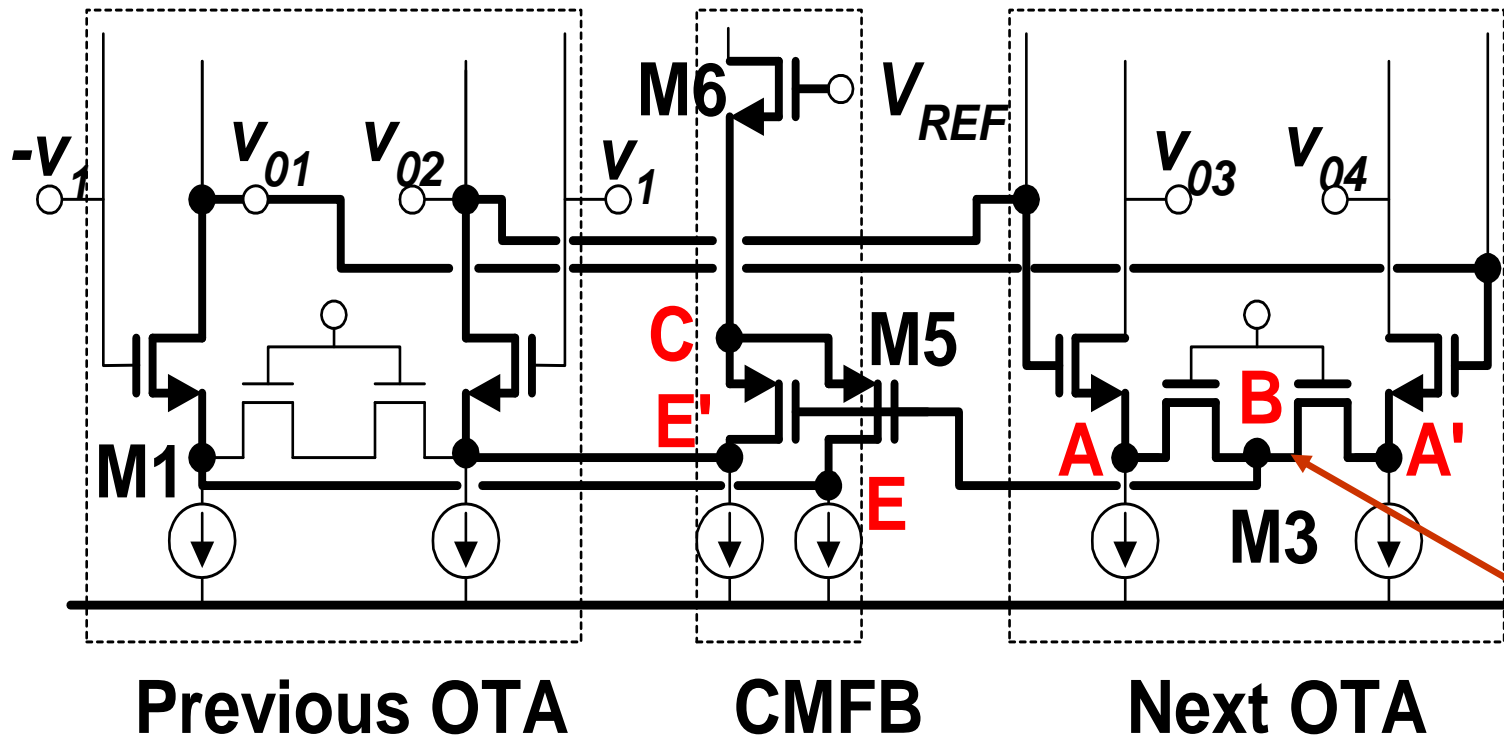 M6
V_REF
-v_1
v_01
v_02
v_1
v_03
v_04
C
M5
E'
B
M1
A
A'
E
M3
Previous OTA
CMFB
Next OTA